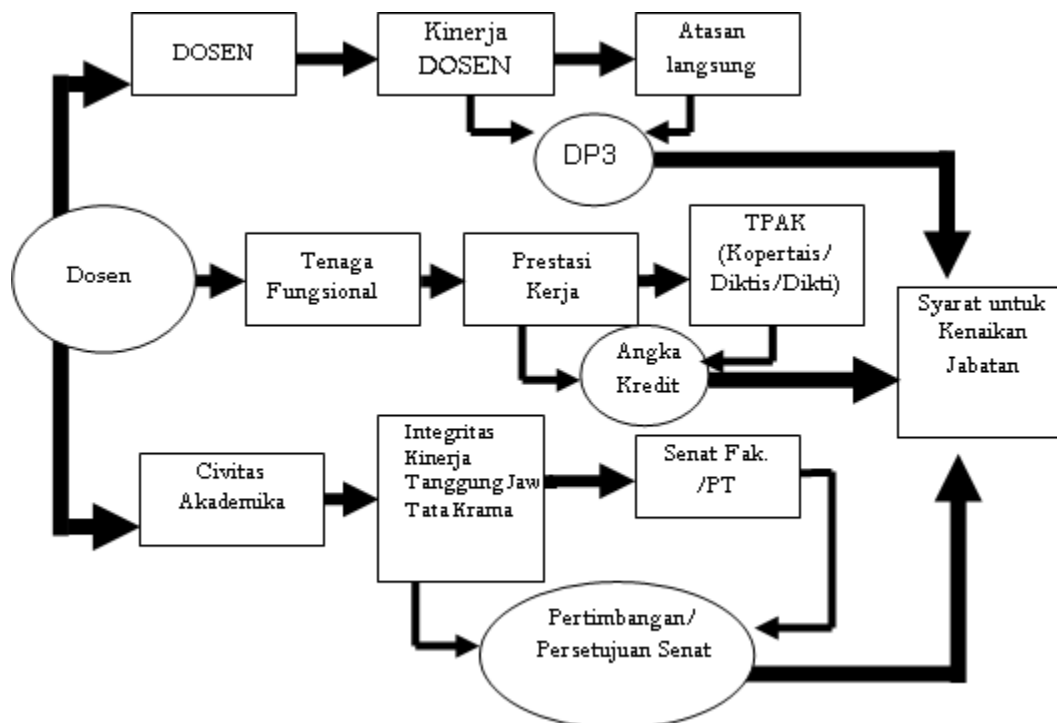 DOSEN
Kinerja
DOSEN
Atasan
langsung
DP3
Dosen
Tenaga
Fungsional
Prestasi
Kerja
TPAK
(Kopertais/
Diktis/Dikti)
Angka
Kredit
Syarat untuk
Kenaikan
Jabatan
Civitas
Akademika
Integritas
Kinerja
Tanggung Jaw
Tata Krama
Senat Fak.
/PT
Pertimbangan/
Persetujuan Senat